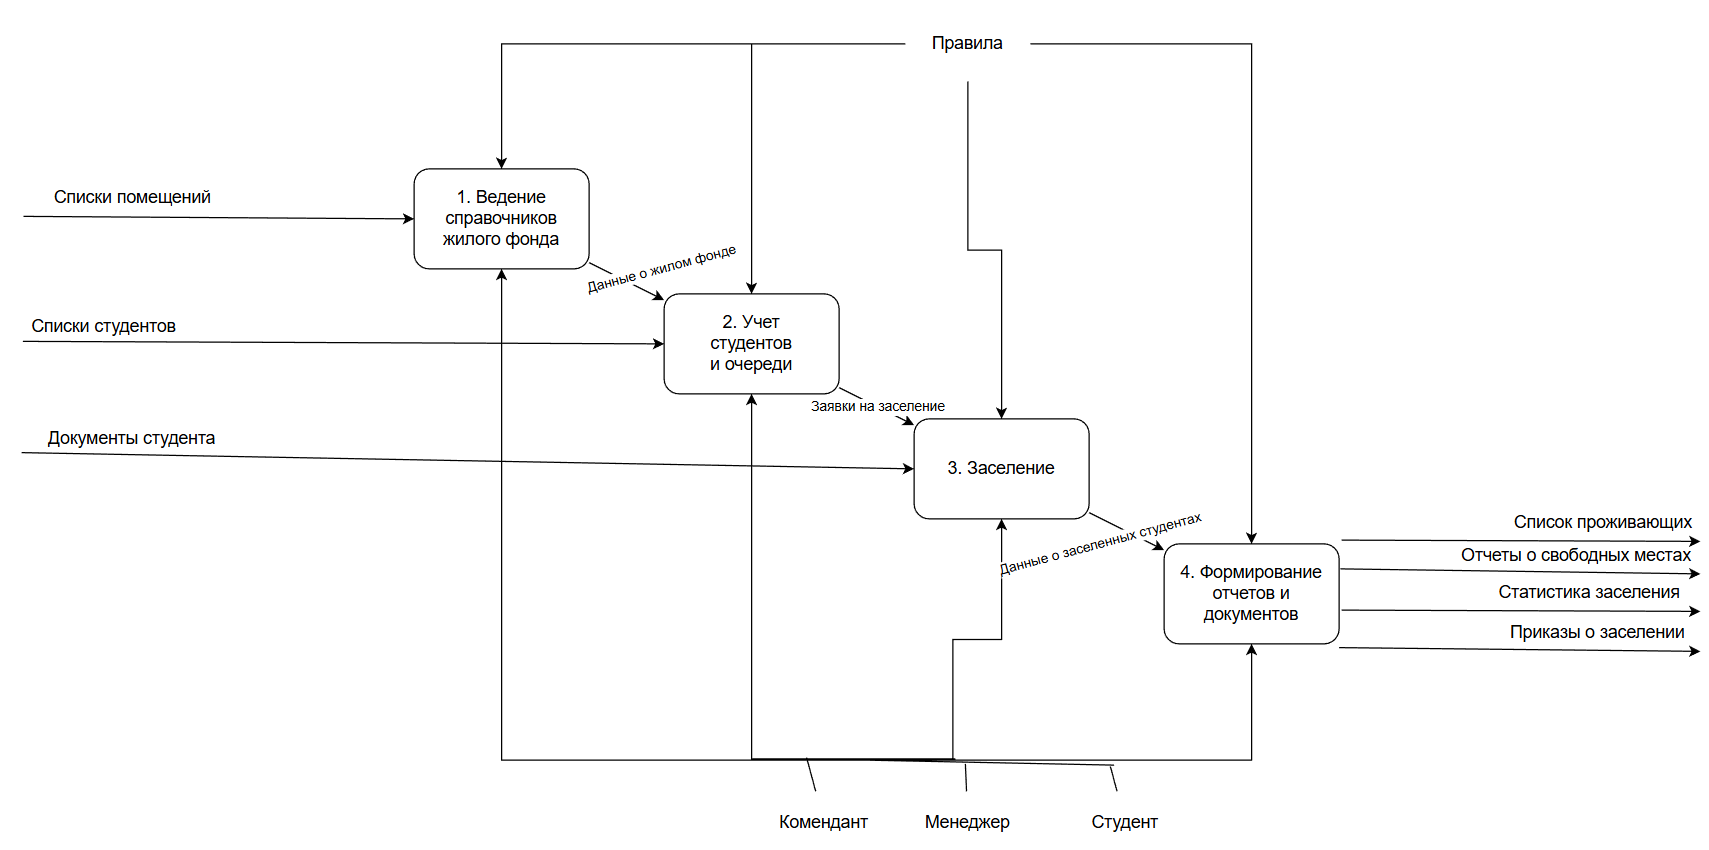 Правила
Списки помещений
1. Ведение
справочников
жилого фонда
Данные о жилом фонде
Списки студентов
2. Учет
студентов
и очереди
Заявки на заселение
Документы студента
3. Заселение
Данные о заселенных студентах
4. Формирование
отчетов и
документов
Список проживающих
Отчеты о свободных местах
Статистика заселения
Приказы о заселении
Комендант
Менеджер
Студент